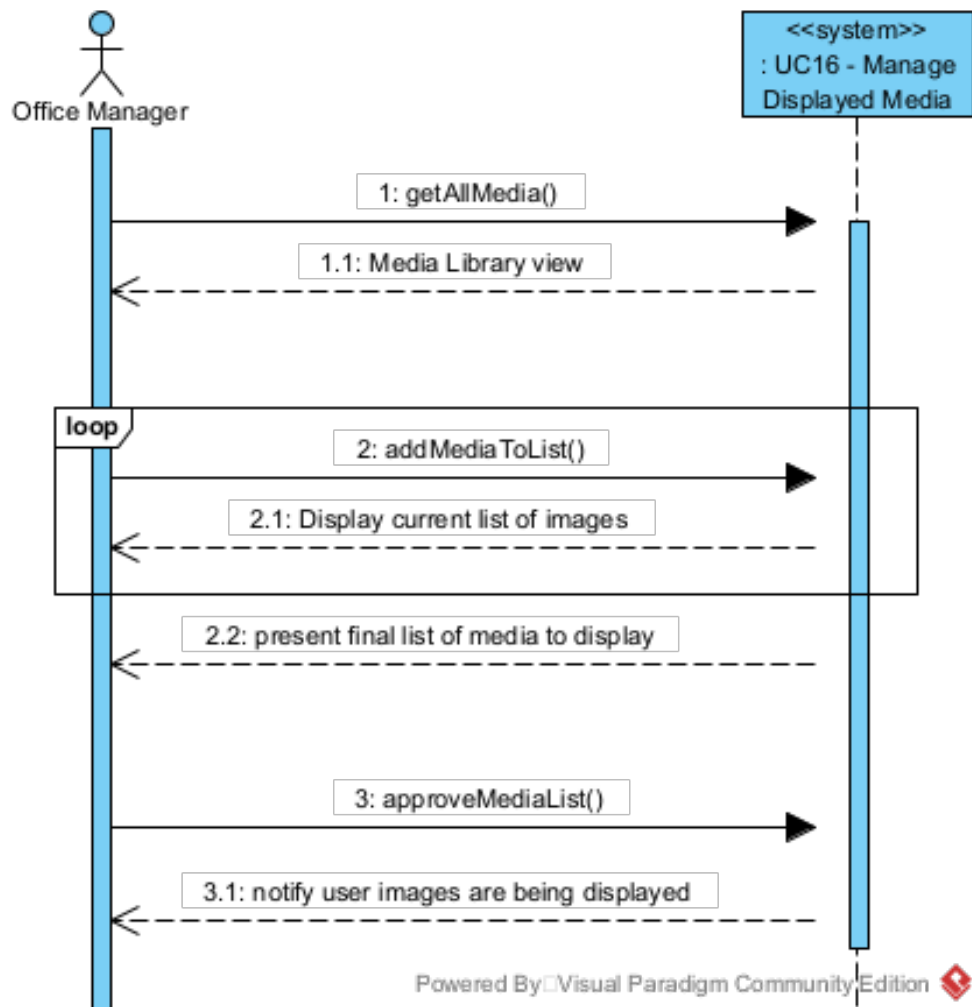 Office Manager
<<system>>
: UC16 - Manage
Displayed Media
1: getAllMedia()
1.1: Media Library view
loop
2: addMediaToList()
2.1: Display current list of images
2.2: present final list of media to display
3: approveMediaList()
3.1: notify user images are being displayed
Powered By Visual Paradigm Community Edition